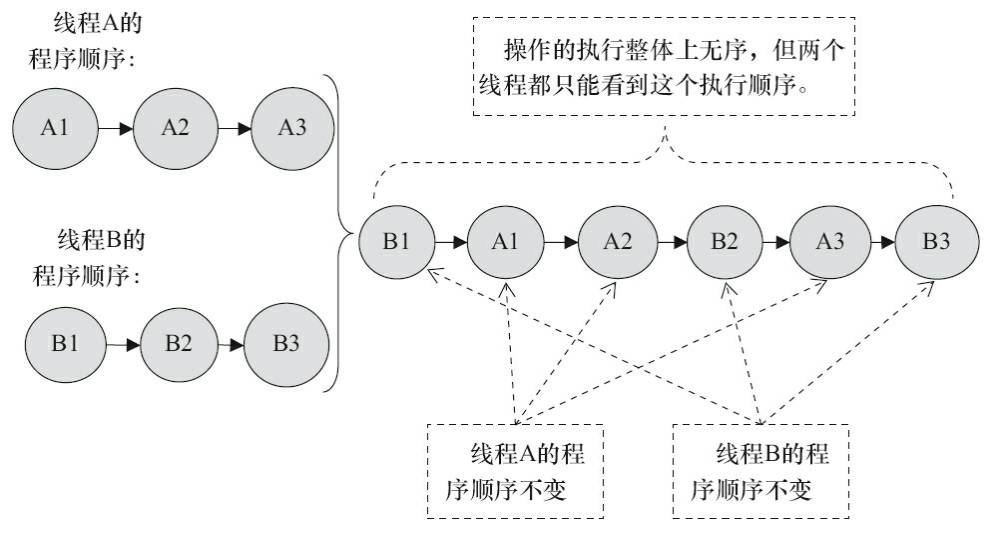 线程A的
程序顺序：
A1 A2 A3
线程B的
程序顺序：
B1 B2 B3
操作的执行整体上无序，但两个
线程都只能看到这个执行顺序。
B1 A1 A2 B2 A3 B3
线程A的程
序顺序不变
线程B的程
序顺序不变